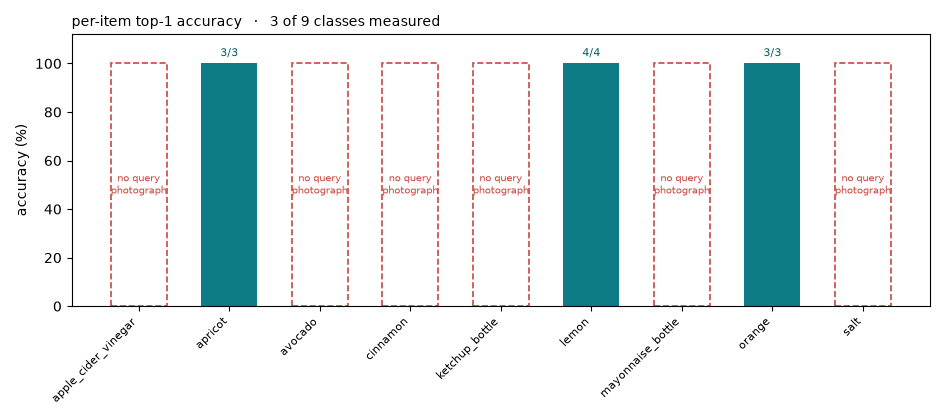 per-item top-1 accuracy · 3 of 9 classes measured
3/3
4/4
3/3
accuracy (%)
100
80
60
40
20
0
no query
photograph
no query
photograph
no query
photograph
no query
photograph
no query
photograph
no query
photograph
apple_cider_vinegar
apricot
avocado
cinnamon
ketchup_bottle
lemon
mayonnaise_bottle
orange
salt